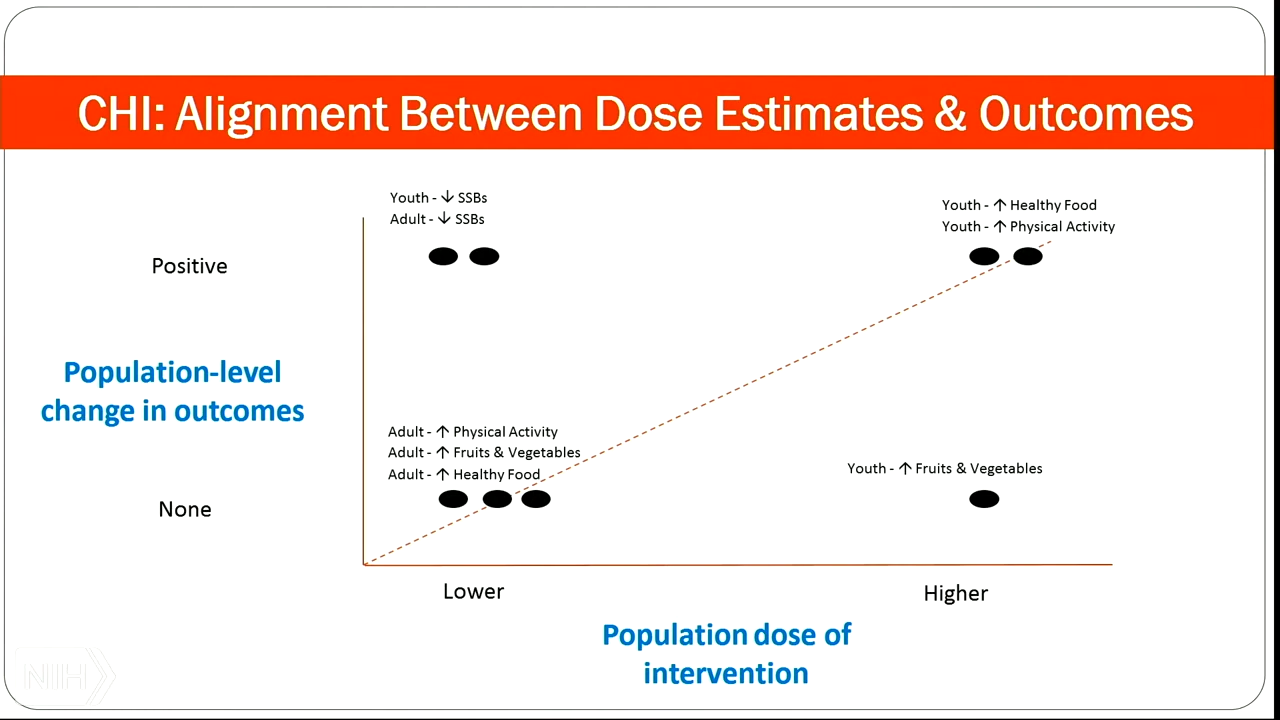 CHI: Alignment Between Dose Estimates & Outcomes
Youth - ↓ SSBs
Adult - ↓ SSBs
Youth - ↑ Healthy Food
Youth - ↑ Physical Activity
Positive
Population-level
change in outcomes
Adult - ↑ Physical Activity
Adult - ↑ Fruits & Vegetables
Adult - ↑ Healthy Food
Youth - ↑ Fruits & Vegetables
None
Lower
Higher
Population dose of
intervention
NIH